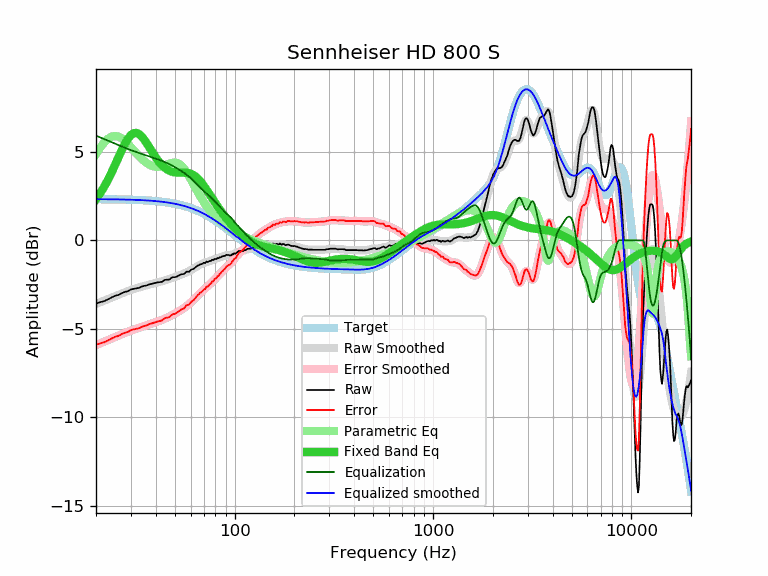 Sennheiser HD 800 S
Amplitude (dBr)
5
0
−5
−10
−15
Target
Raw Smoothed
Error Smoothed
Raw
Error
Parametric Eq
Fixed Band Eq
Equalization
Equalized smoothed
100
1000
10000
Frequency (Hz)